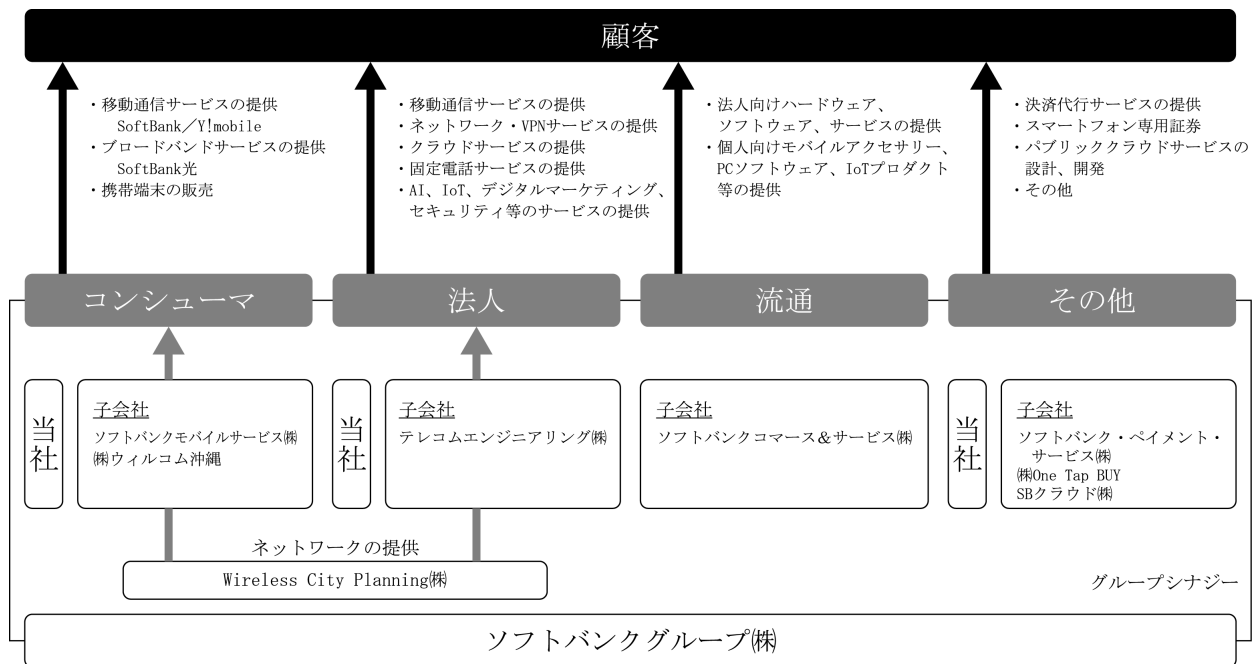 顧客
・移動通信サービスの提供
SoftBank／Y!mobile
・ブロードバンドサービスの提供
SoftBank光
・携帯端末の販売
・移動通信サービスの提供
・ネットワーク・VPNサービスの提供
・クラウドサービスの提供
・固定電話サービスの提供
・AI、IoT、デジタルマーケティング、
セキュリティ等のサービスの提供
・法人向けハードウェア、
ソフトウェア、サービスの提供
・個人向けモバイルアクセサリー、
PCソフトウェア、IoTプロダクト
等の提供
・決済代行サービスの提供
・スマートフォン専用証券
・パブリッククラウドサービスの
設計、開発
・その他
コンシューマ
法人
流通
その他
当社
子会社
ソフトバンクモバイルサービス㈱
㈱ウィルコム沖縄
当社
子会社
テレコムエンジニアリング㈱
子会社
ソフトバンクコマース＆サービス㈱
当社
子会社
ソフトバンク・ペイメント・
サービス㈱
㈱One Tap BUY
SBクラウド㈱
ネットワークの提供
Wireless City Planning㈱
グループシナジー
ソフトバンクグループ㈱